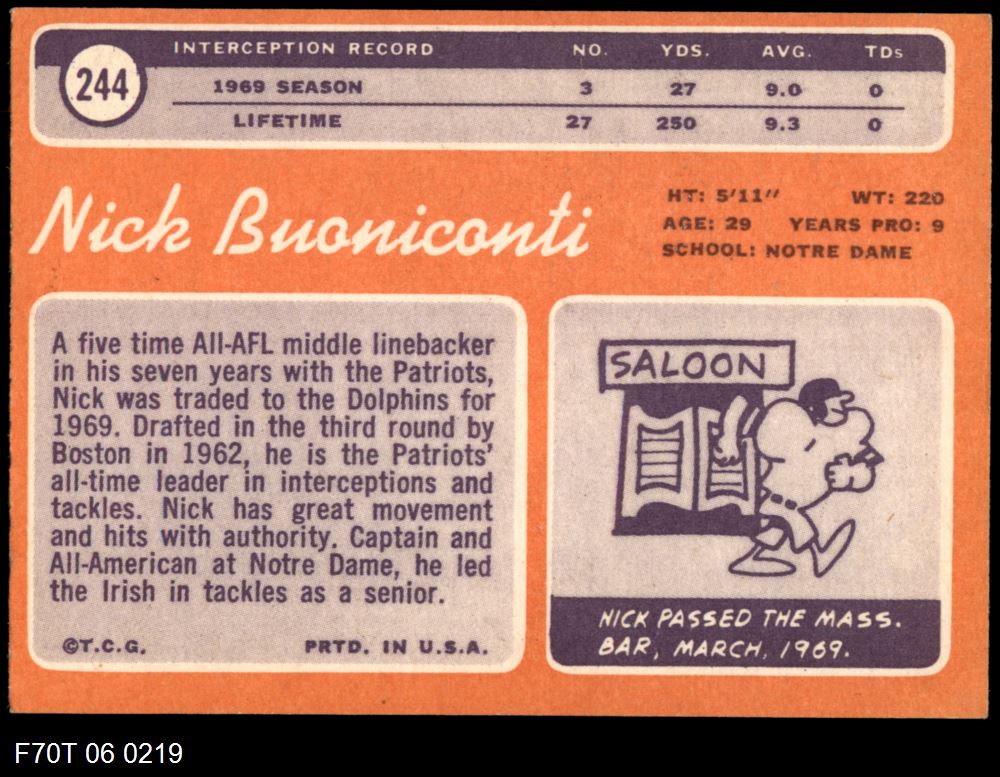 244
INTERCEPTION RECORD NO. YDS. AVG. TDs
1969 SEASON 3 27 9.0 0
LIFETIME 27 250 9.3 0
Nick Buoniconti
HT: 5'11" WT: 220
AGE: 29 YEARS PRO: 9
SCHOOL: NOTRE DAME
A five time All-AFL middle linebacker
in his seven years with the Patriots,
Nick was traded to the Dolphins for
1969. Drafted in the third round by
Boston in 1962, he is the Patriots'
all-time leader in interceptions and
tackles. Nick has great movement
and hits with authority. Captain and
All-American at Notre Dame, he led
the Irish in tackles as a senior.
©T.C.G. PRTD. IN U.S.A.
SALOON
NICK PASSED THE MASS.
BAR, MARCH, 1969.
F70T 06 0219